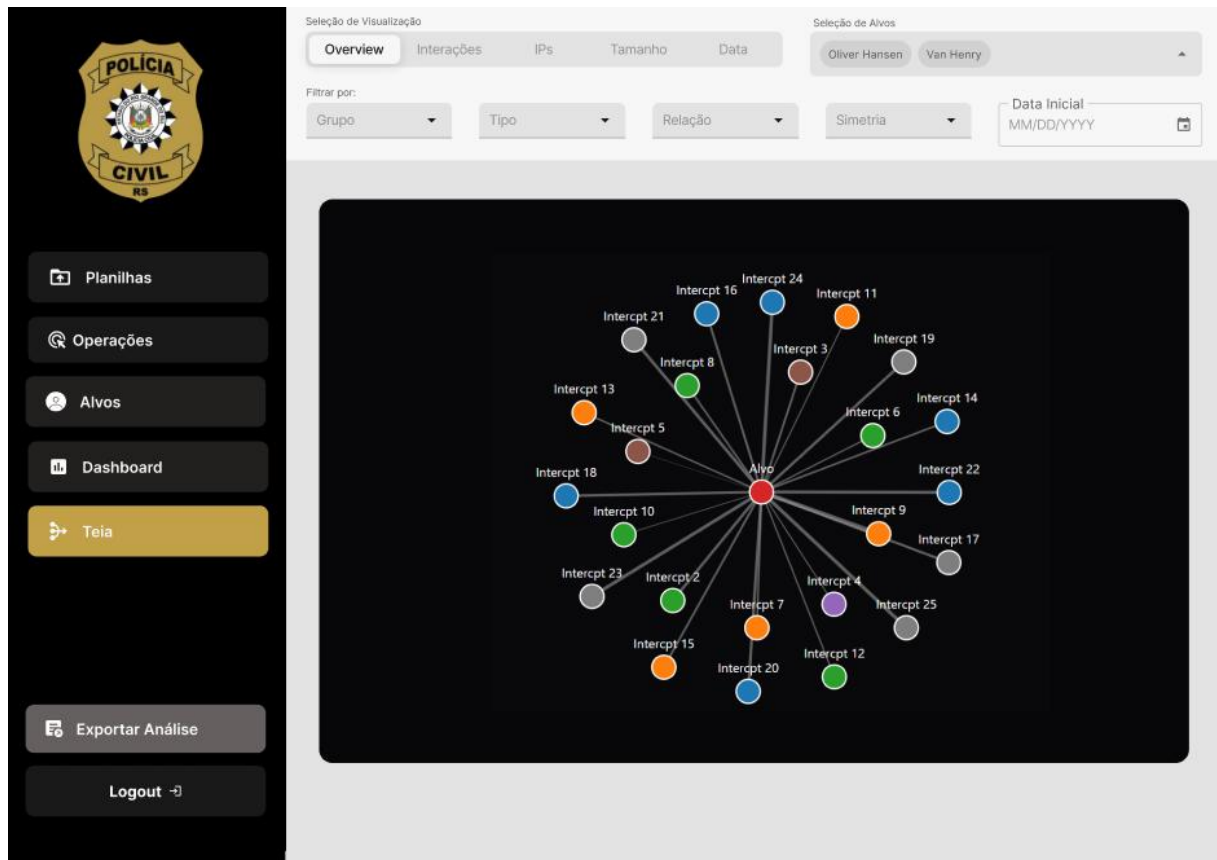 POLÍCIA
CIVIL
RS
Planilhas
Operações
Alvos
Dashboard
Teia
Exportar Análise
Logout
Seleção de Visualização
Overview Interações IPs Tamanho Data
Seleção de Alvos
Oliver Hansen Van Henry
Filtrar por:
Grupo Tipo Relação Simetria
Data Inicial
MM/DD/YYYY
Intercpt 24
Intercpt 16
Intercpt 11
Intercpt 21
Intercpt 19
Intercpt 3
Intercpt 8
Intercpt 13
Intercpt 14
Intercpt 6
Intercpt 5
Alvo
Intercpt 22
Intercpt 18
Intercpt 10
Intercpt 9
Intercpt 17
Intercpt 23
Intercpt 2
Intercpt 4
Intercpt 7
Intercpt 25
Intercpt 15
Intercpt 12
Intercpt 20